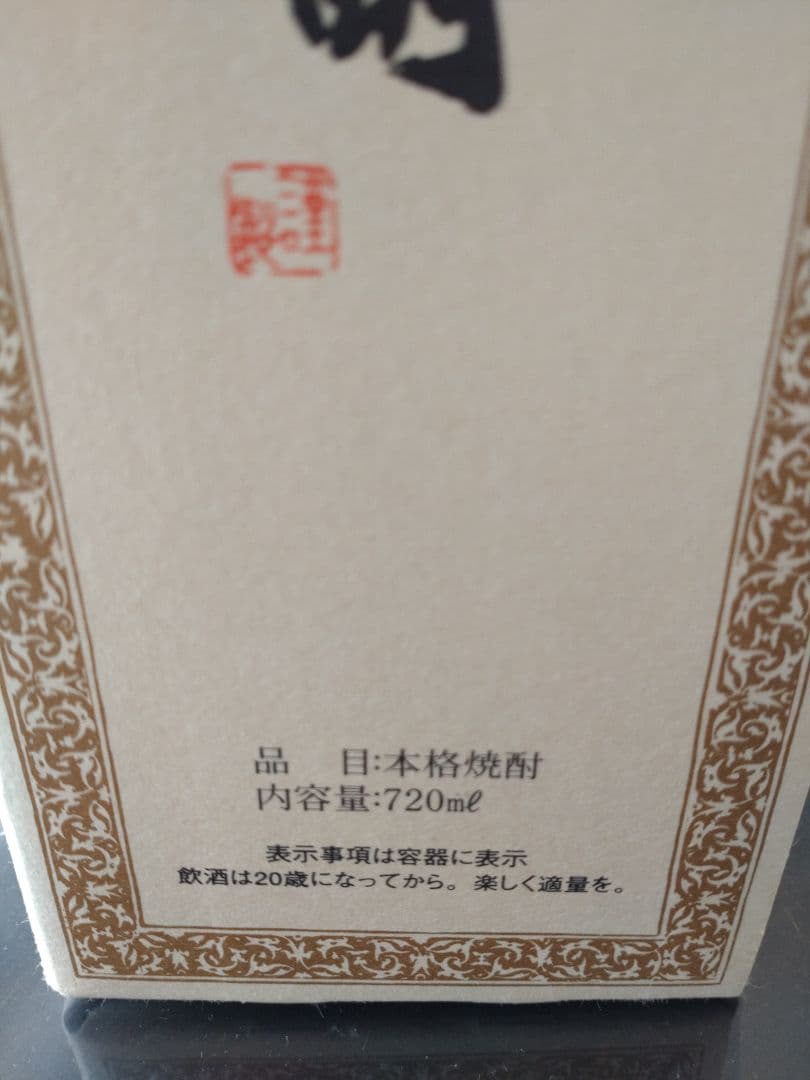 品 目:本格焼酎
内容量:720mℓ
表示事項は容器に表示
飲酒は20歳になってから。楽しく適量を。